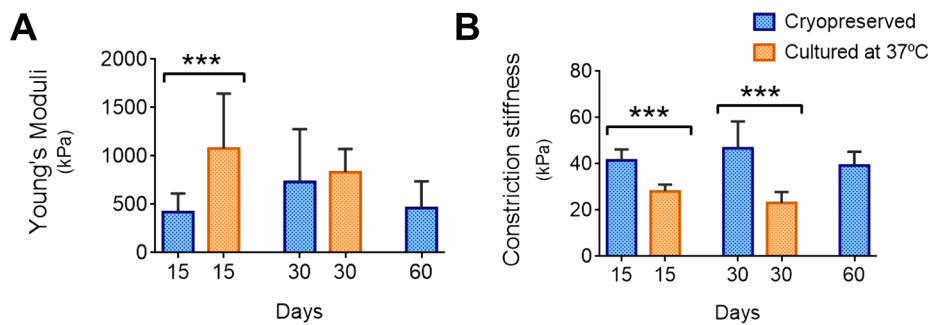 A
Young's Moduli
(kPa)
2000
1500
1000
500
0
***
15
15
30
30
60
Days
B
Cryopreserved
Cultured at 37ºC
Constriction stiffness
(kPa)
80
60
40
20
0
***
***
15
15
30
30
60
Days